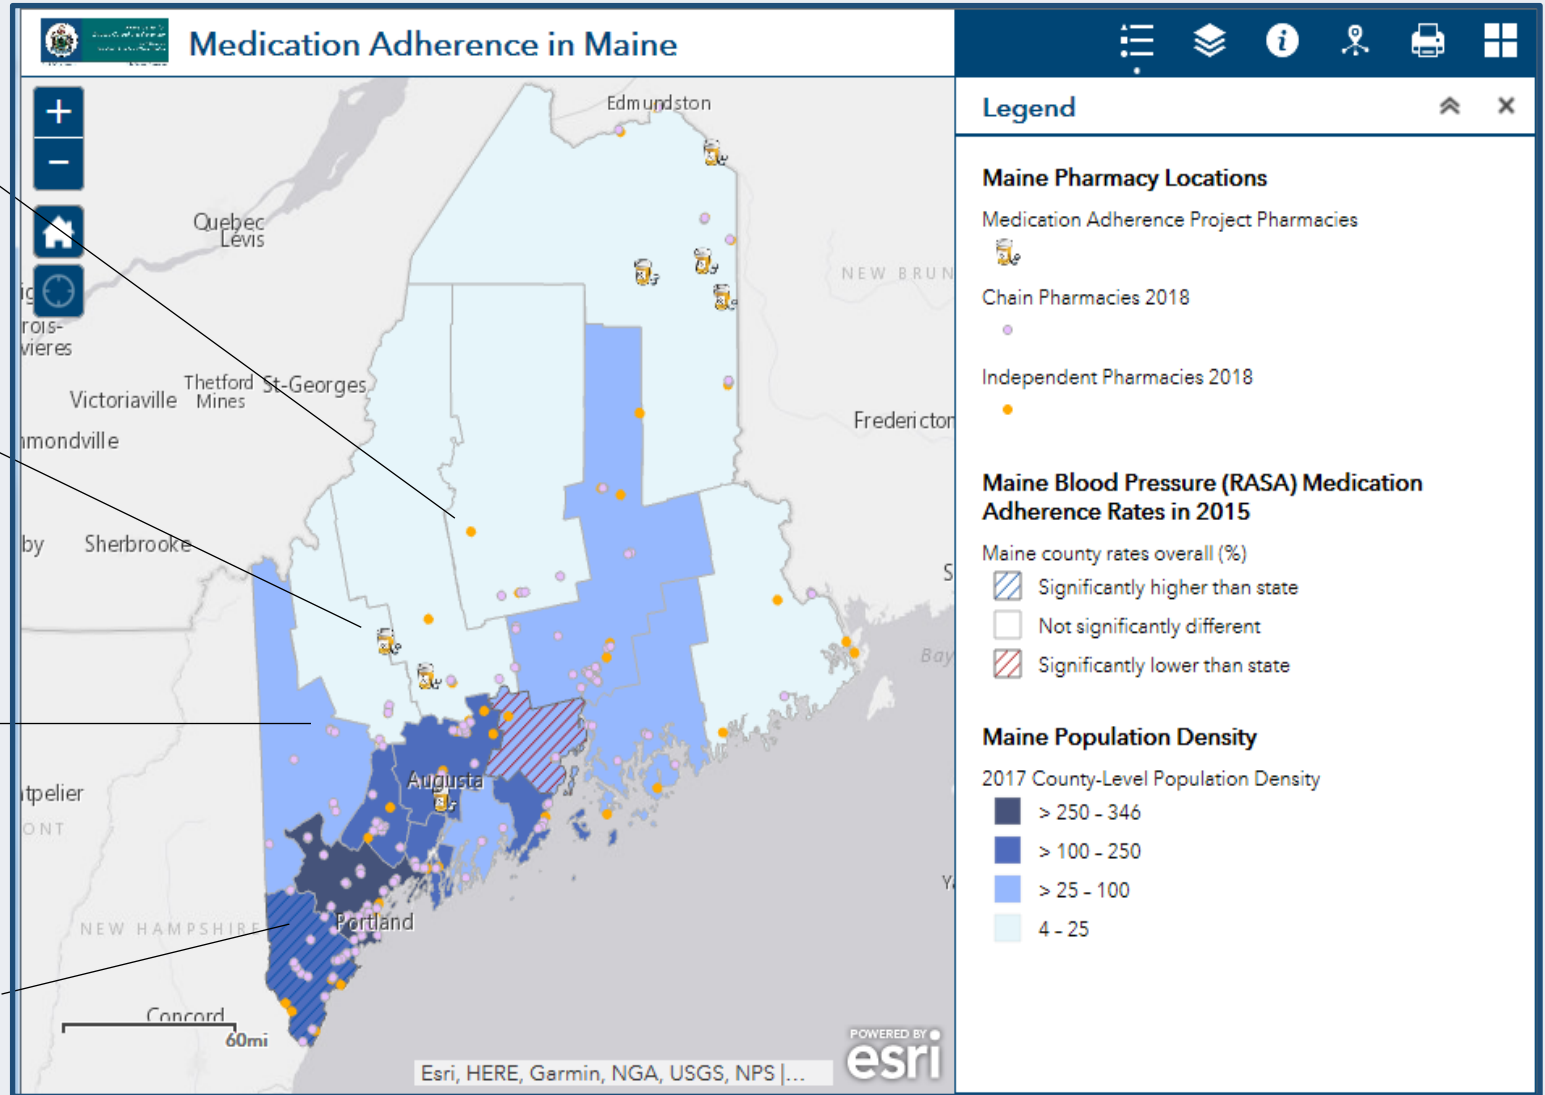 Medication Adherence in Maine
Legend
Maine Pharmacy Locations
Medication Adherence Project Pharmacies
Chain Pharmacies 2018
Independent Pharmacies 2018
Maine Blood Pressure (RASA) Medication
Adherence Rates in 2015
Maine county rates overall (%)
Significantly higher than state
Not significantly different
Significantly lower than state
Maine Population Density
2017 County-Level Population Density
> 250 - 346
> 100 - 250
> 25 - 100
4 - 25
Edmundston
Quebec
Lévis
NEW BRUN
rois-
vieres
Thetford
Mines
St-Georges
Victoriaville
Fredericton
mmondville
by
Sherbrooke
S
Bay
Augusta
tpelier
ONT
Y
NEW HAMPSHIRE
Portland
Concord
60mi
POWERED BY
esri
Esri, HERE, Garmin, NGA, USGS, NPS |...